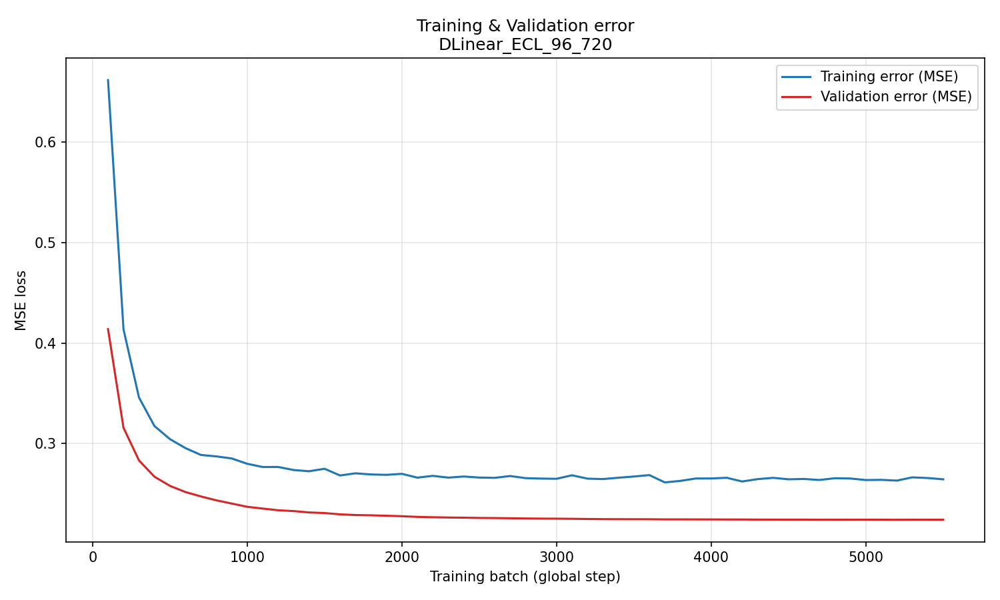 Training & Validation error
DLinear_ECL_96_720
Training error (MSE)
Validation error (MSE)
MSE loss
0.6
0.5
0.4
0.3
0
1000
2000
3000
4000
5000
Training batch (global step)